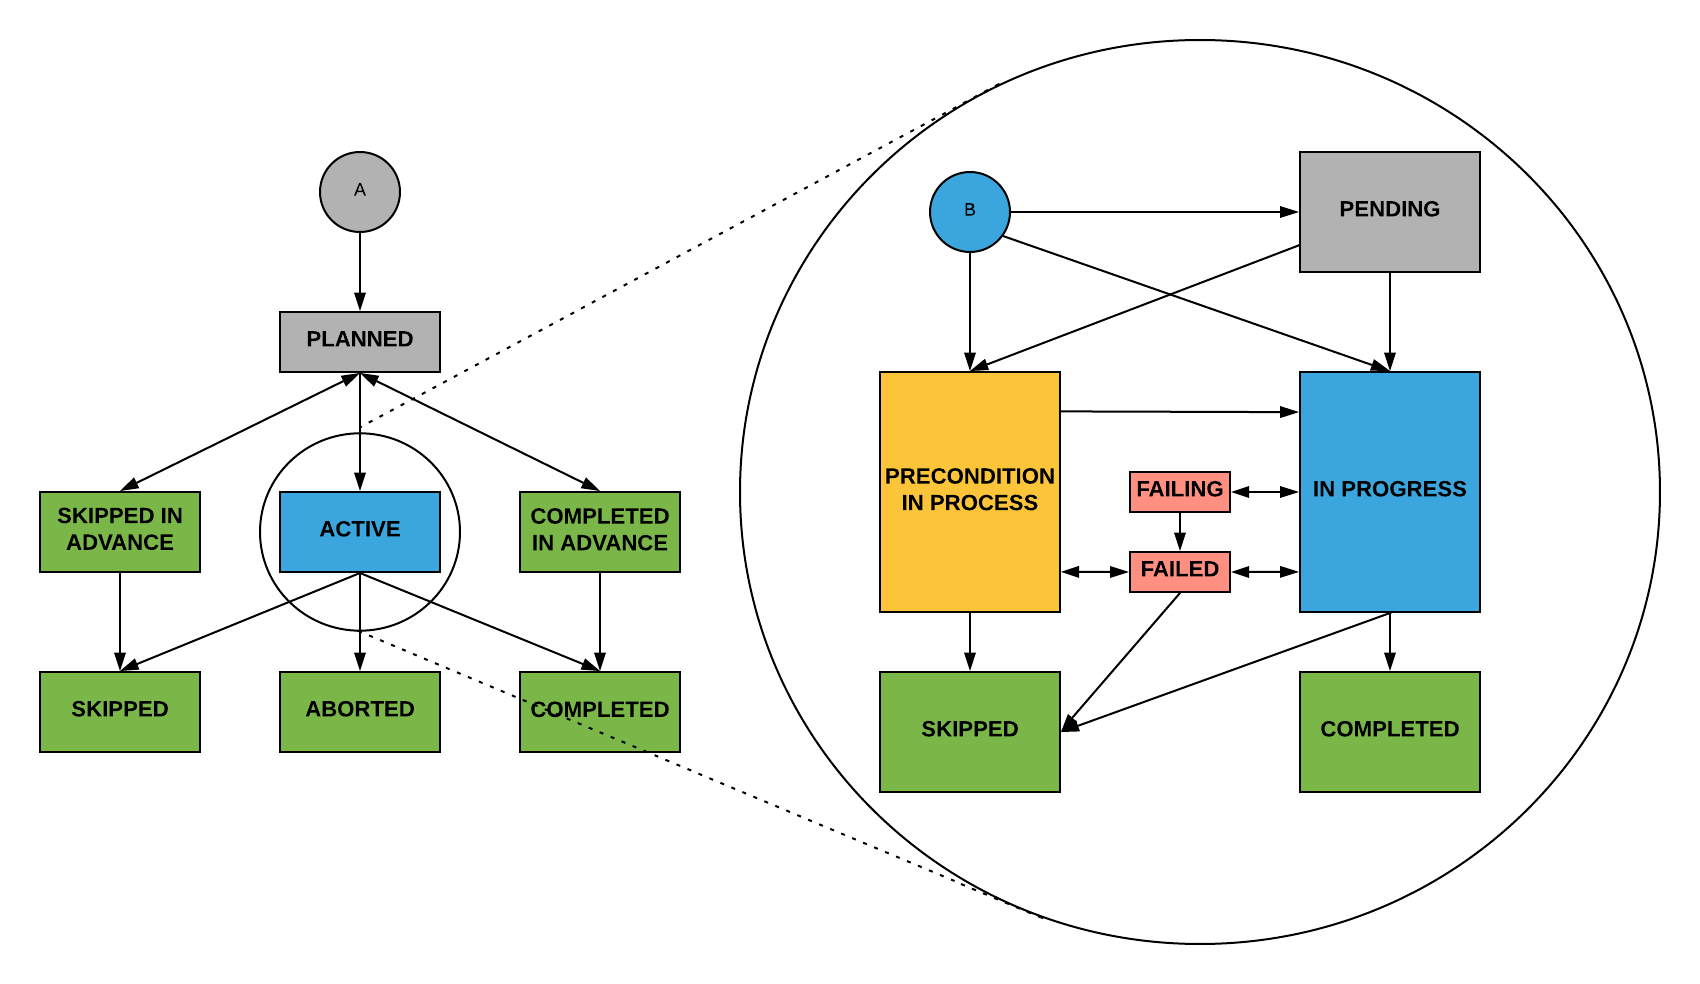 A
PLANNED
SKIPPED IN
ADVANCE
ACTIVE
COMPLETED
IN ADVANCE
SKIPPED
ABORTED
COMPLETED
B
PENDING
PRECONDITION
IN PROCESS
FAILING
FAILED
IN PROGRESS
SKIPPED
COMPLETED